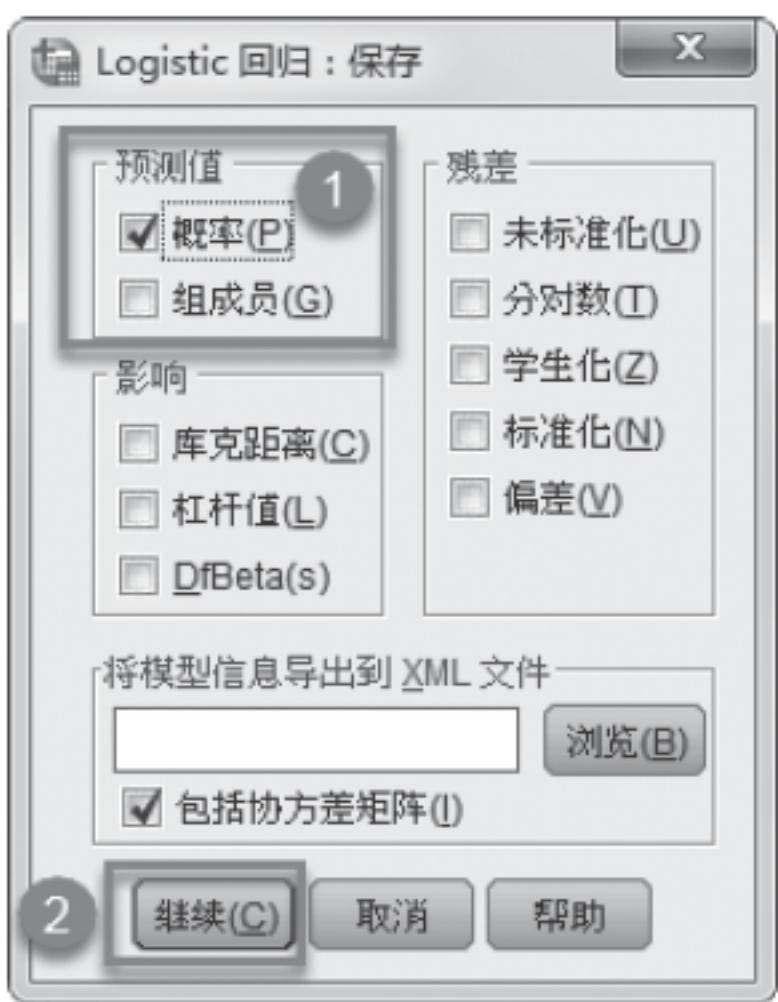 Logistic 回归：保存
x
预测值
1
概率(P)
组成员(G)
影响
库克距离(C)
杠杆值(L)
DfBeta(s)
残差
未标准化(U)
分对数(T)
学生化(Z)
标准化(N)
偏差(V)
将模型信息导出到 XML 文件
浏览(B)
包括协方差矩阵(I)
2
继续(C) 取消 帮助